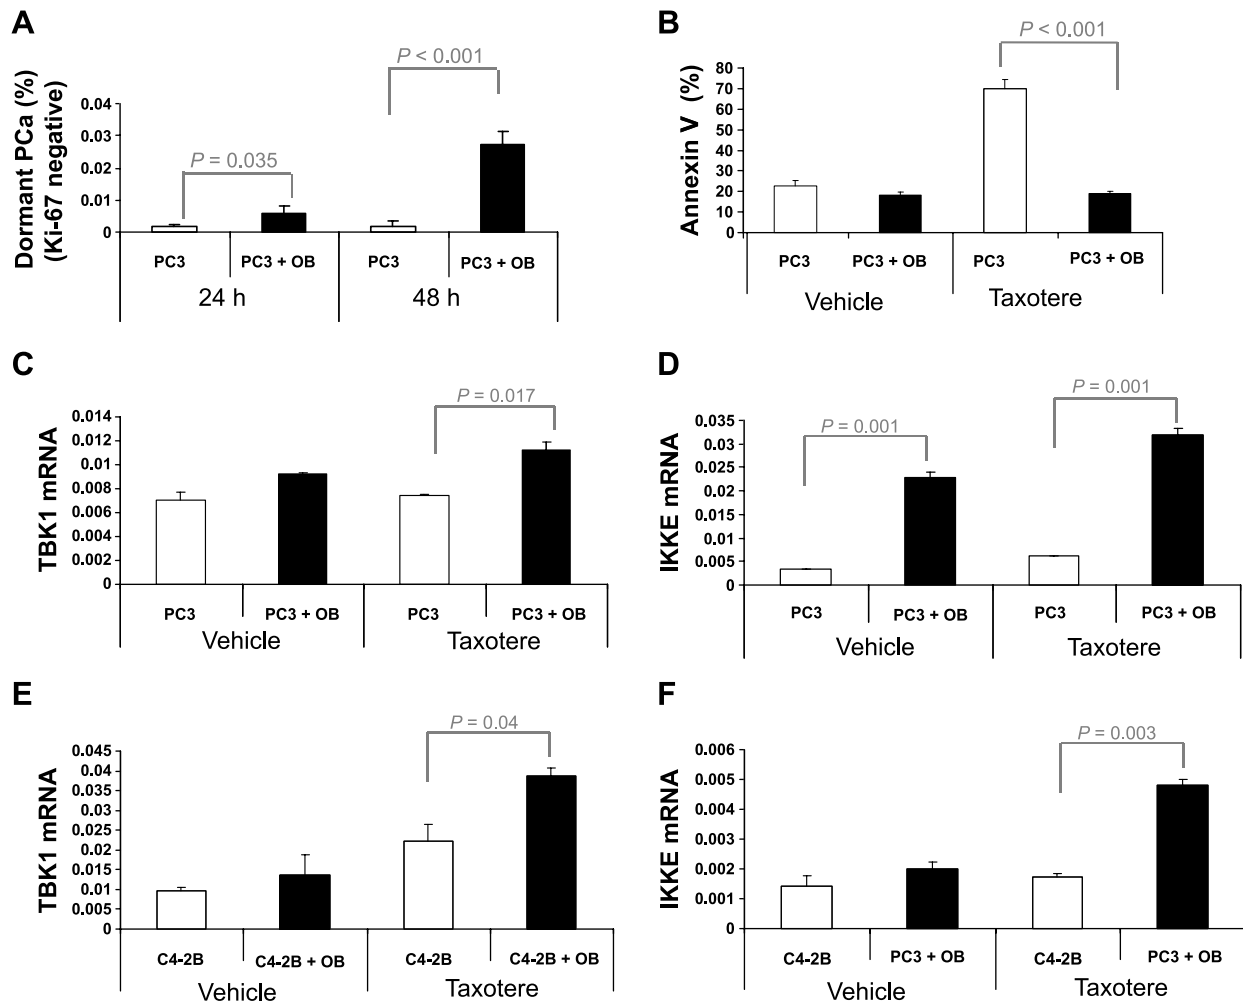 A
P < 0.001
P = 0.035
Dormant PCa (%)
(Ki-67 negative)
0.04
0.03
0.02
0.01
0
PC3
PC3 + OB
PC3
PC3 + OB
24 h
48 h
B
P < 0.001
Annexin V (%)
80
70
60
50
40
30
20
10
0
PC3
PC3 + OB
PC3
PC3 + OB
Vehicle
Taxotere
C
P = 0.017
TBK1 mRNA
0.014
0.012
0.01
0.008
0.006
0.004
0.002
0
PC3
PC3 + OB
PC3
PC3 + OB
Vehicle
Taxotere
D
P = 0.001
P = 0.001
IKKE mRNA
0.035
0.03
0.025
0.02
0.015
0.01
0.005
0
PC3
PC3 + OB
PC3
PC3 + OB
Vehicle
Taxotere
E
P = 0.04
TBK1 mRNA
0.045
0.04
0.035
0.03
0.025
0.02
0.015
0.01
0.005
0
C4-2B
C4-2B + OB
C4-2B
C4-2B + OB
Vehicle
Taxotere
F
P = 0.003
IKKE mRNA
0.006
0.005
0.004
0.003
0.002
0.001
0
C4-2B
PC3 + OB
C4-2B
PC3 + OB
Vehicle
Taxotere